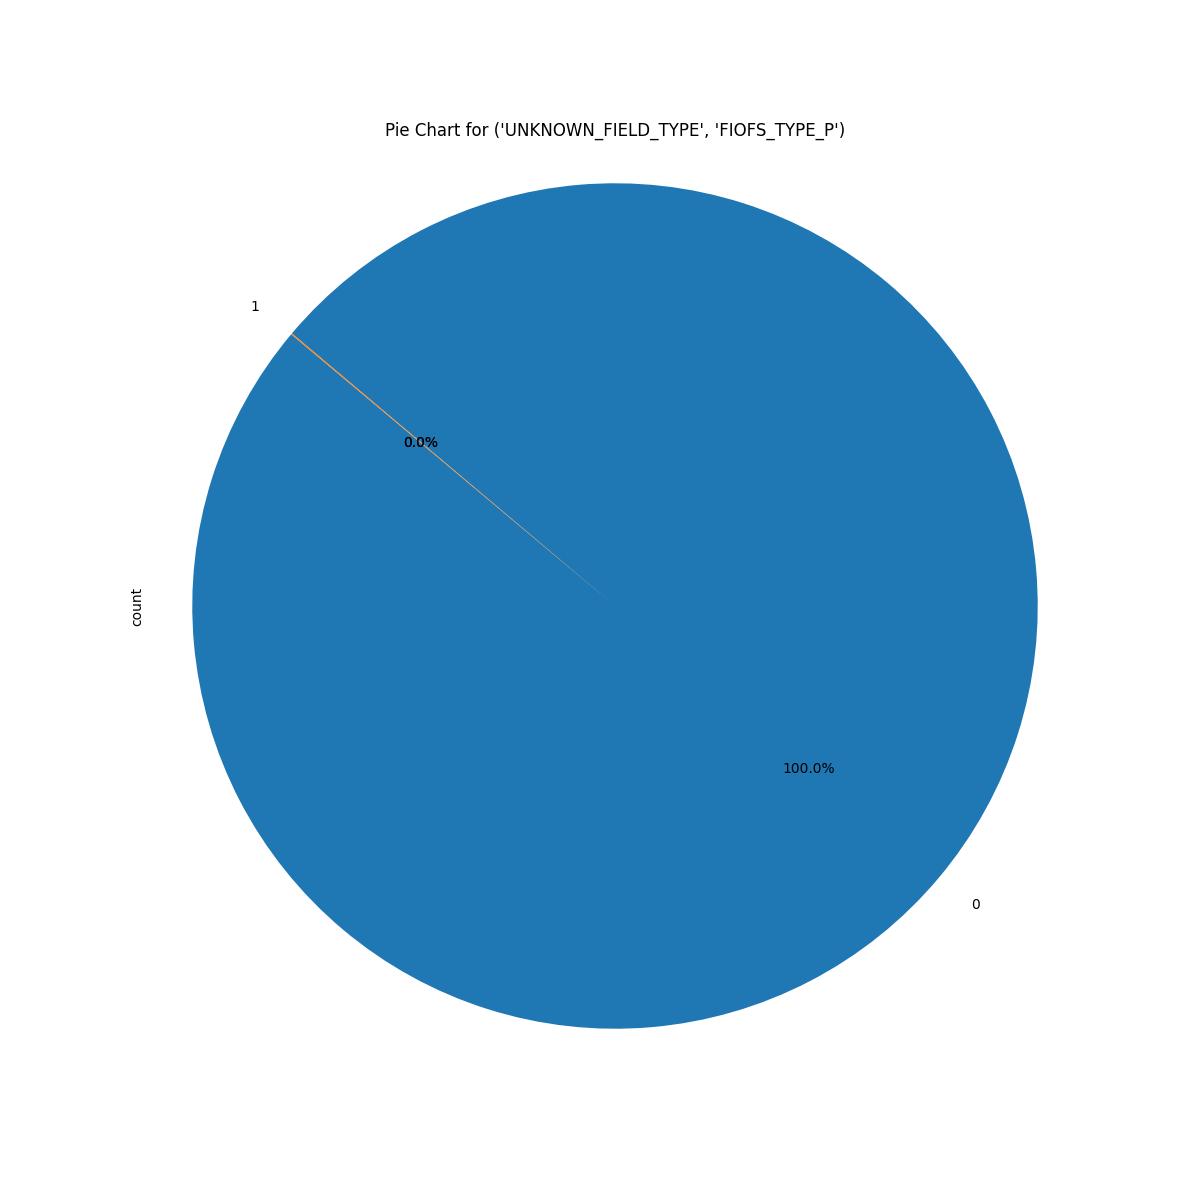 Pie Chart for ('UNKNOWN_FIELD_TYPE', 'FIOFS_TYPE_P')
1
0.0%
count
100.0%
0